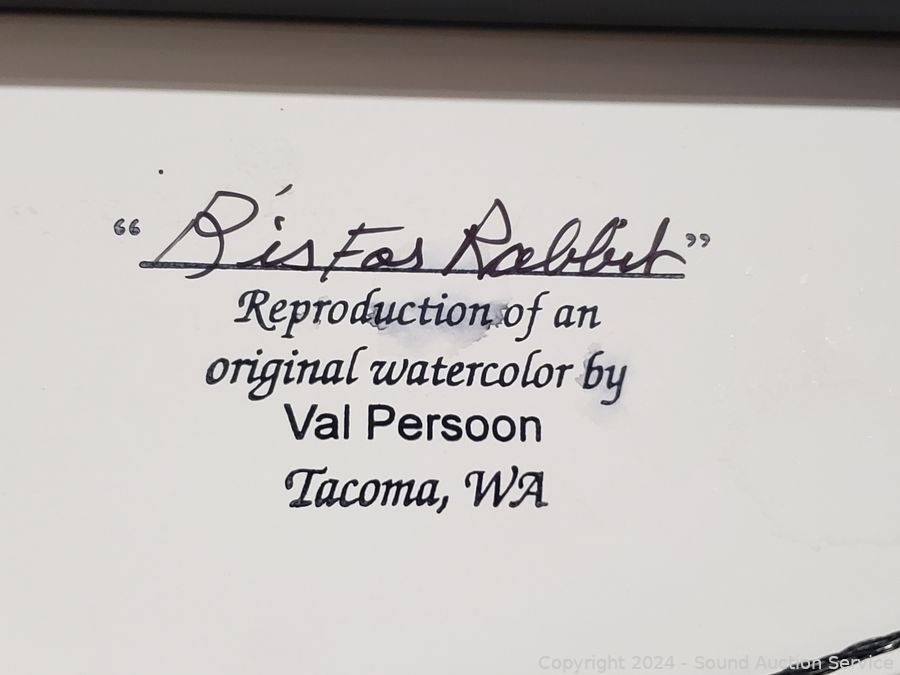 “R is For Rabbit”
Reproduction of an
original watercolor by
Val Persoon
Tacoma, WA
Copyright 2024 - Sound Auction Service